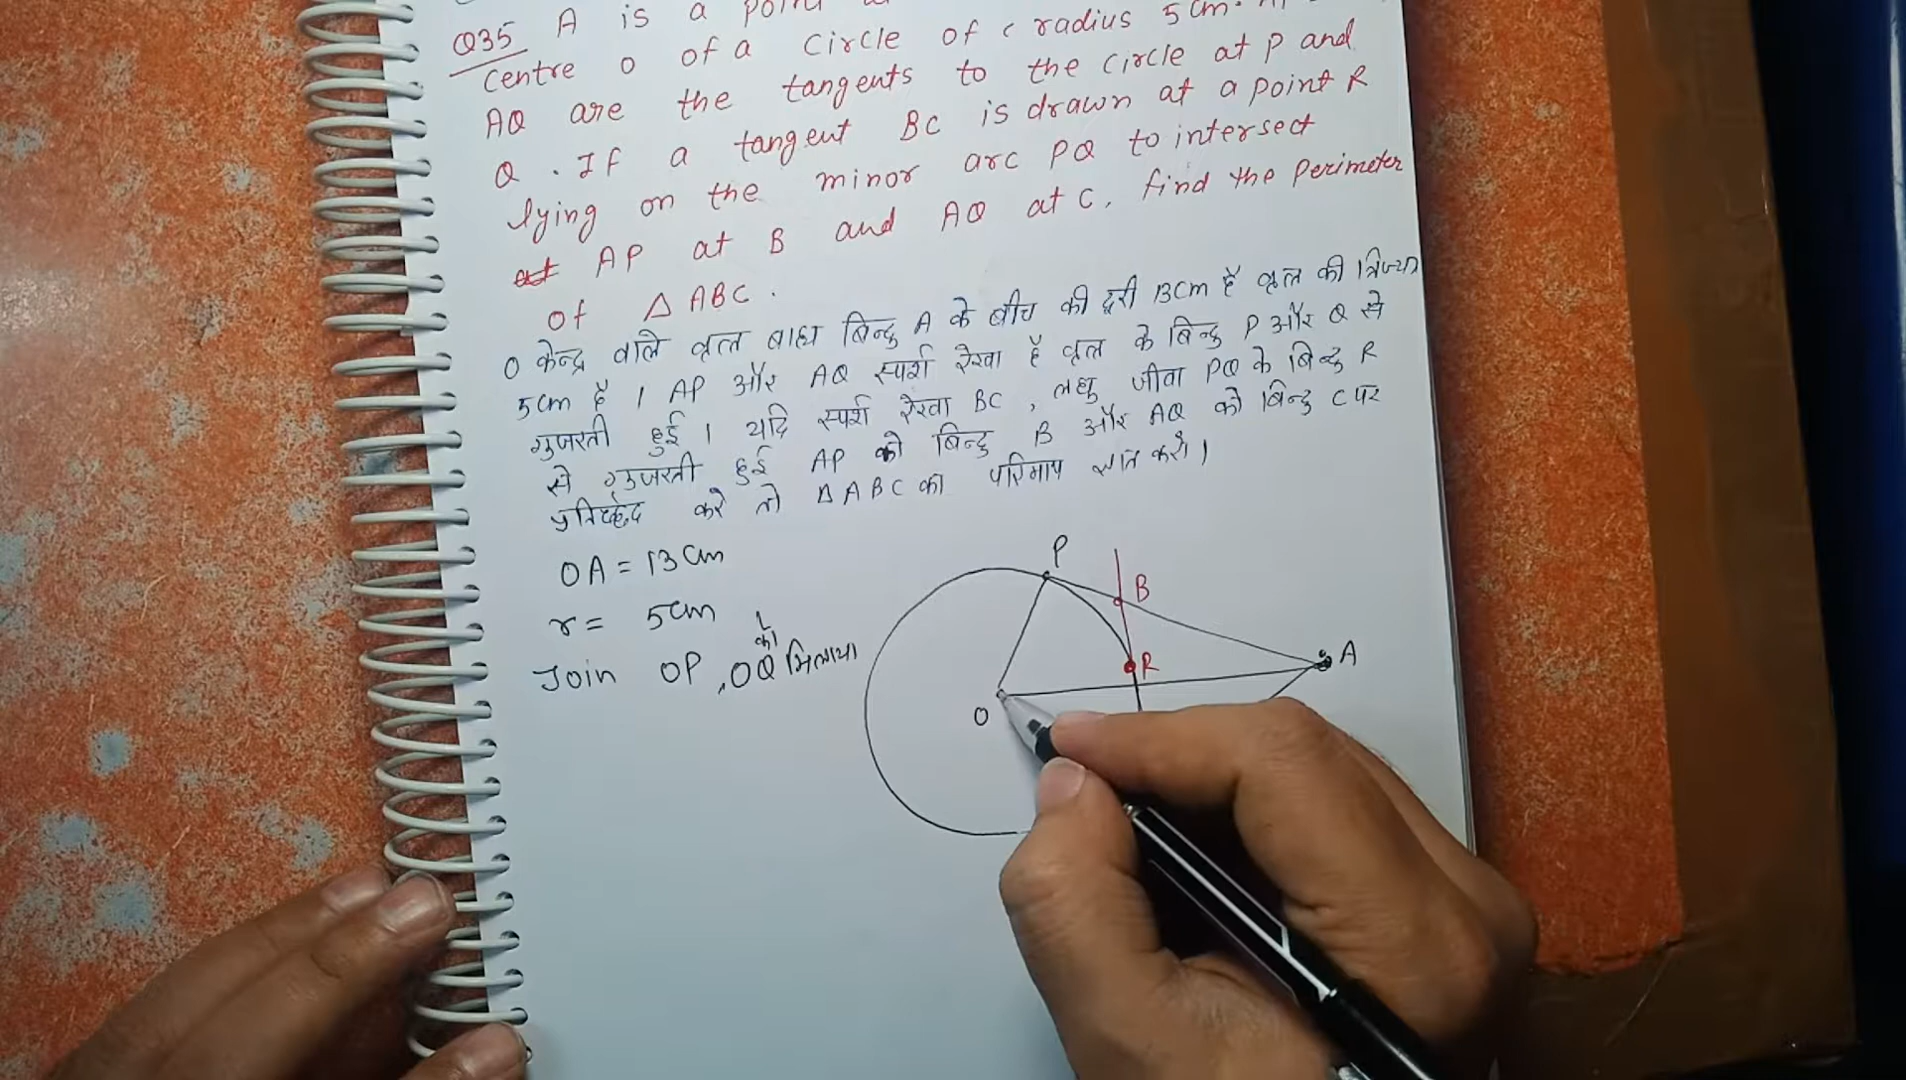 Q35 A is a point
centre O of a circle of radius 5cm.
AQ are the tangents to the circle at P and
Q. If a tangent BC is drawn at a point R
lying on the minor arc PQ to intersect
AP at B and AQ at C, find the perimeter
of △ ABC.
O केन्द्र वाले वृत्त बाह्य बिन्दु A के बीच की दूरी 13cm है वृत्त की त्रिज्या
5cm है । AP और AQ स्पर्श रेखा है वृत्त के बिन्दु P और Q से
गुजरती हुई । यदि स्पर्श रेखा BC, लघु जीवा PQ के बिन्दु R
से गुजरती हुई AP को बिन्दु B और AQ को बिन्दु C पर
करे तो △ABC का परिमाप ज्ञात करो।
OA = 13cm
r = 5cm
Join OP, OQ को मिलाया
P
B
R
A
O